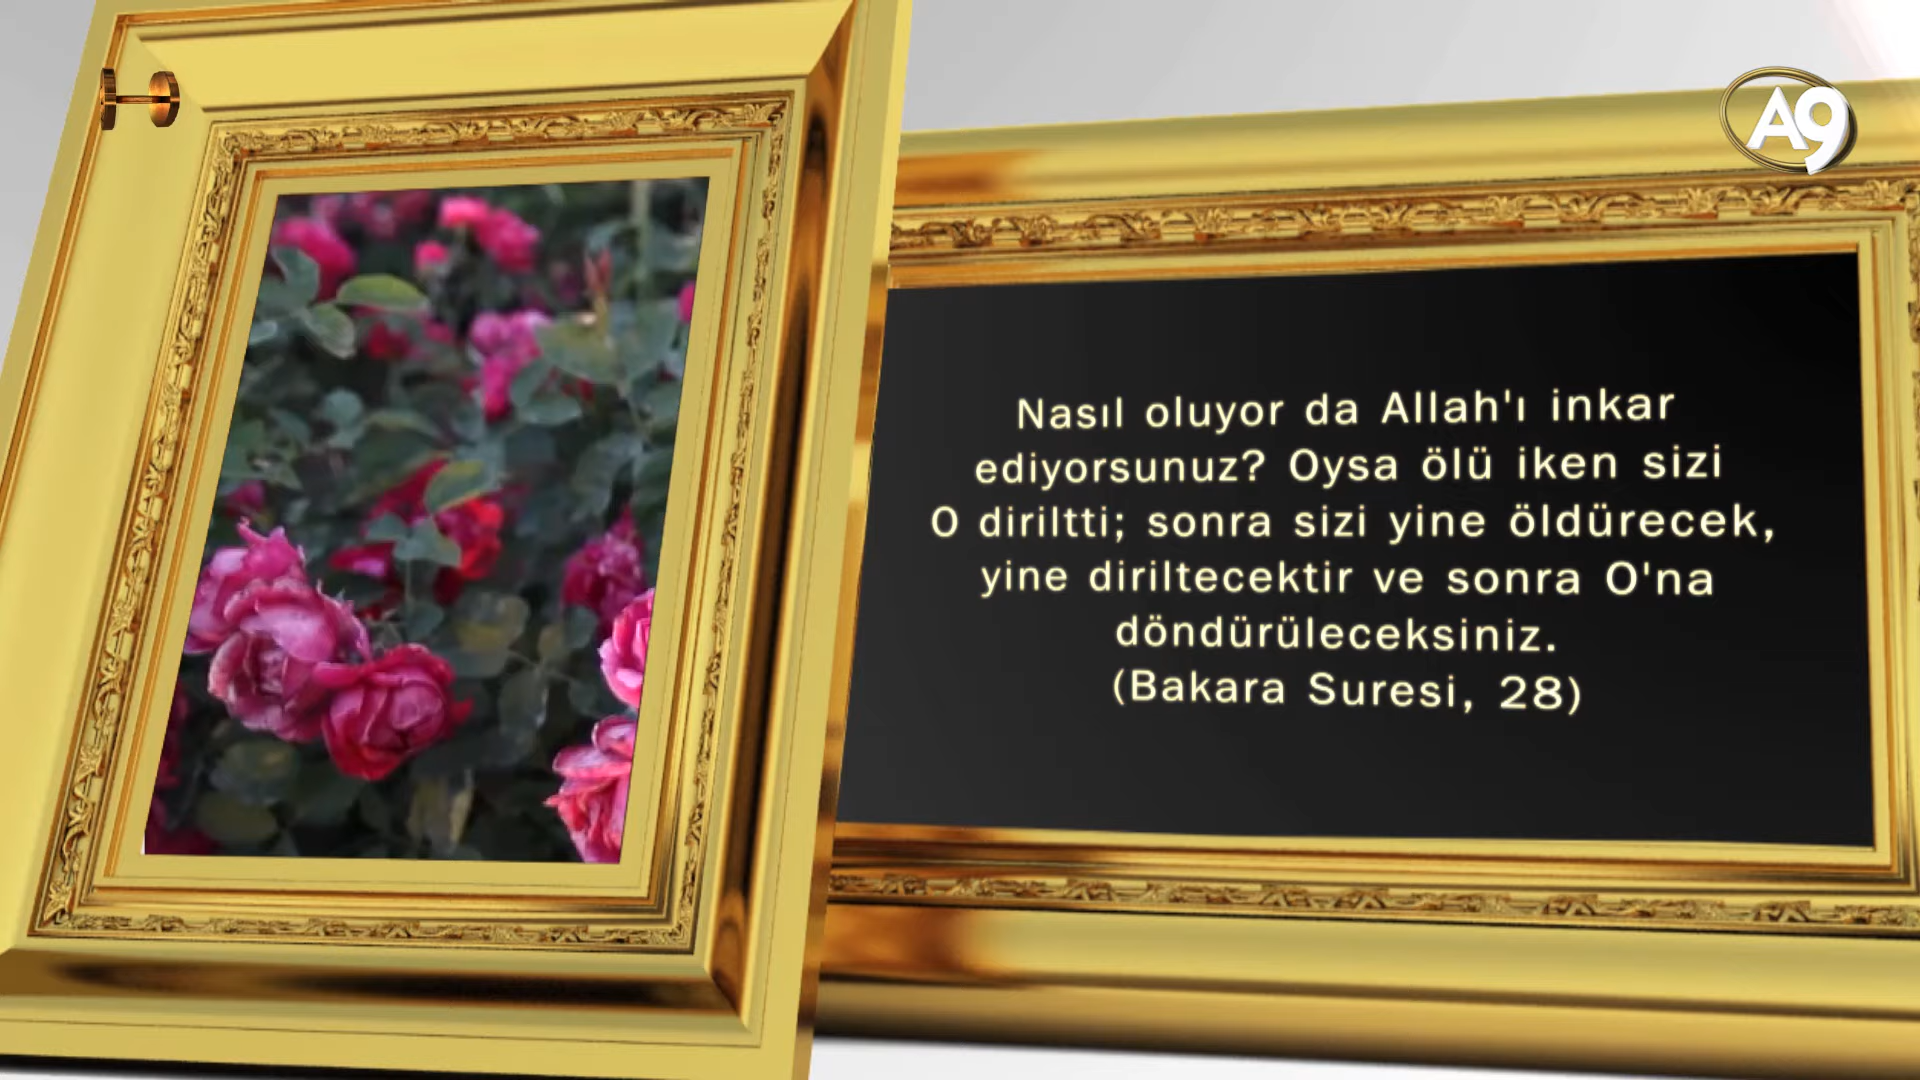 A9
Nasıl oluyor da Allah'ı inkar
ediyorsunuz? Oysa ölü iken sizi
O diriltti; sonra sizi yine öldürecek,
yine diriltecektir ve sonra O'na
döndürüleceksiniz.
(Bakara Suresi, 28)